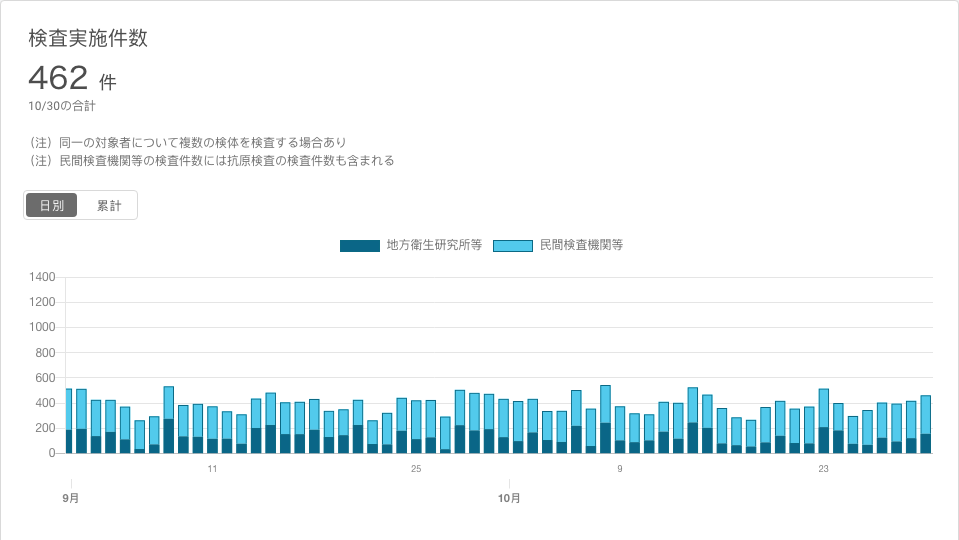 検査実施件数
462 件
10/30の合計
（注）同一の対象者について複数の検体を検査する場合あり
（注）民間検査機関等の検査件数には抗原検査の検査件数も含まれる
日別 累計
地方衛生研究所等 民間検査機関等
1400
1200
1000
800
600
400
200
0
11 25 9 23
9月 10月